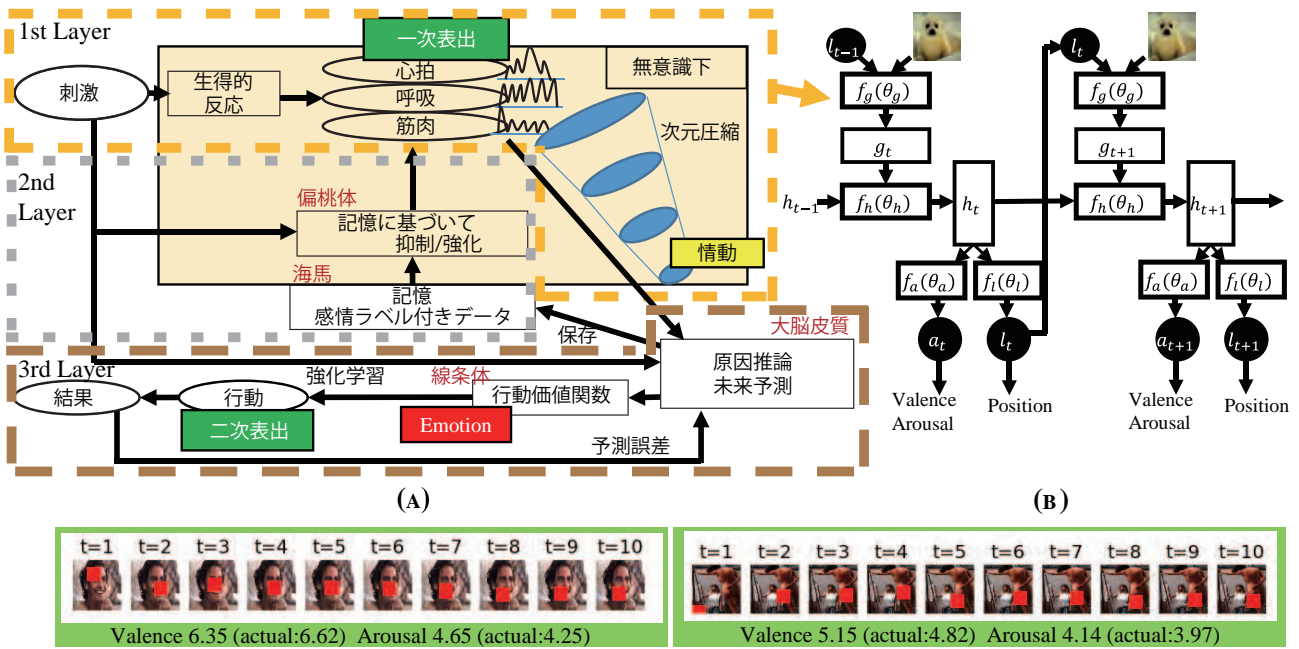 1st Layer
一次表出
刺激
生得的
反応
心拍
呼吸
筋肉
無意識下
次元圧縮
2nd
Layer
偏桃体
記憶に基づいて
抑制/強化
情動
海馬
記憶
感情ラベル付きデータ
保存
大脳皮質
原因推論
未来予測
3rd Layer
強化学習
線条体
結果
行動
行動価値関数
二次表出
Emotion
予測誤差
(A)
l_{t-1}
l_t
f_g(θ_g)
f_g(θ_g)
g_t
g_{t+1}
h_{t-1}
f_h(θ_h)
h_t
f_h(θ_h)
h_{t+1}
f_a(θ_a)
f_l(θ_l)
f_a(θ_a)
f_l(θ_l)
a_t
l_t
a_{t+1}
l_{t+1}
Valence
Arousal
Position
Valence
Arousal
Position
(B)
t=1 t=2 t=3 t=4 t=5 t=6 t=7 t=8 t=9 t=10
Valence 6.35 (actual:6.62) Arousal 4.65 (actual:4.25)
t=1 t=2 t=3 t=4 t=5 t=6 t=7 t=8 t=9 t=10
Valence 5.15 (actual:4.82) Arousal 4.14 (actual:3.97)